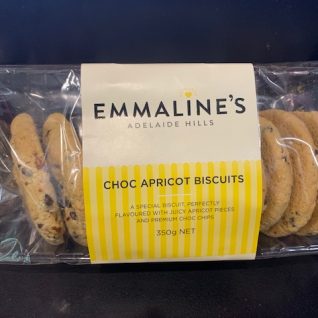 EMMALINE'S
ADELAIDE HILLS
CHOC APRICOT BISCUITS
A SPECIAL BISCUIT, PERFECTLY
FLAVOURED WITH JUICY APRICOT PIECES
AND PREMIUM CHOC CHIPS
350g NET